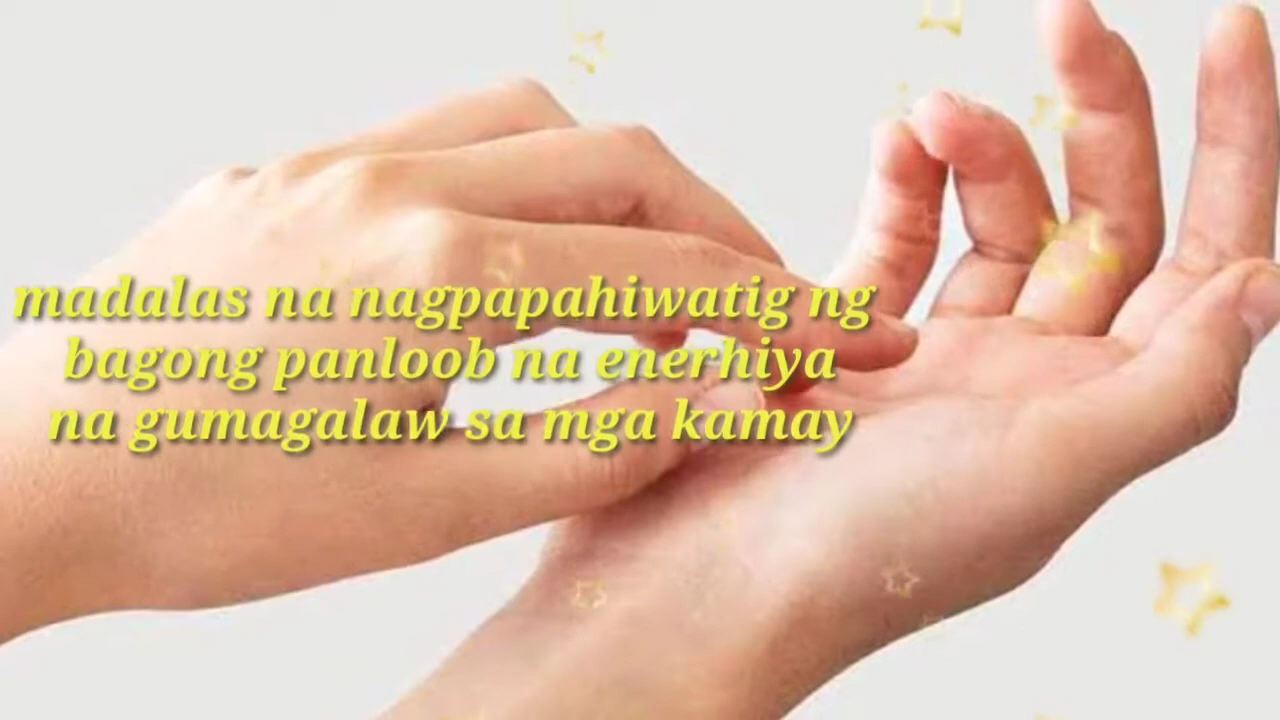 madalas na nagpapahiwatig ng
bagong panloob na enerhiya
na gumagalaw sa mga kamay